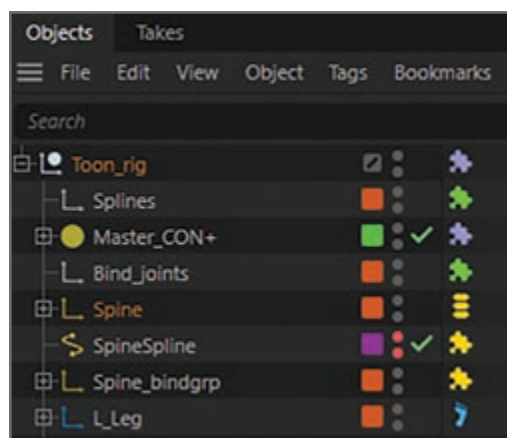 Objects Takes
File Edit View Object Tags Bookmarks
Search
Toon_rig
Splines
Master_CON+
Bind_joints
Spine
SpineSpline
Spine_bindgrp
L_Leg